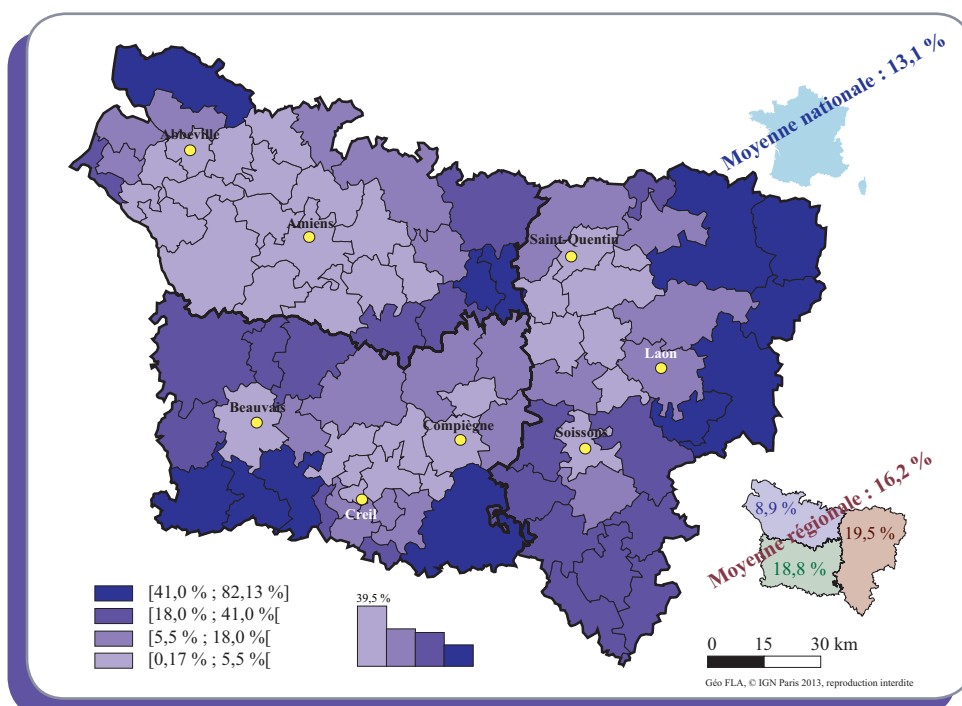 Moyenne nationale : 13,1 %
Abbeville
Amiens
Saint-Quentin
Laon
Beauvais
Compiègne
Soissons
Creil
Moyenne régionale : 16,2 %
8,9 %
19,5 %
18,8 %
[41,0 % ; 82,13 %]
[18,0 % ; 41,0 %[
[5,5 % ; 18,0 %[
[0,17 % ; 5,5 %[
39,5 %
0 15 30 km
Géo FLA, © IGN Paris 2013, reproduction interdite